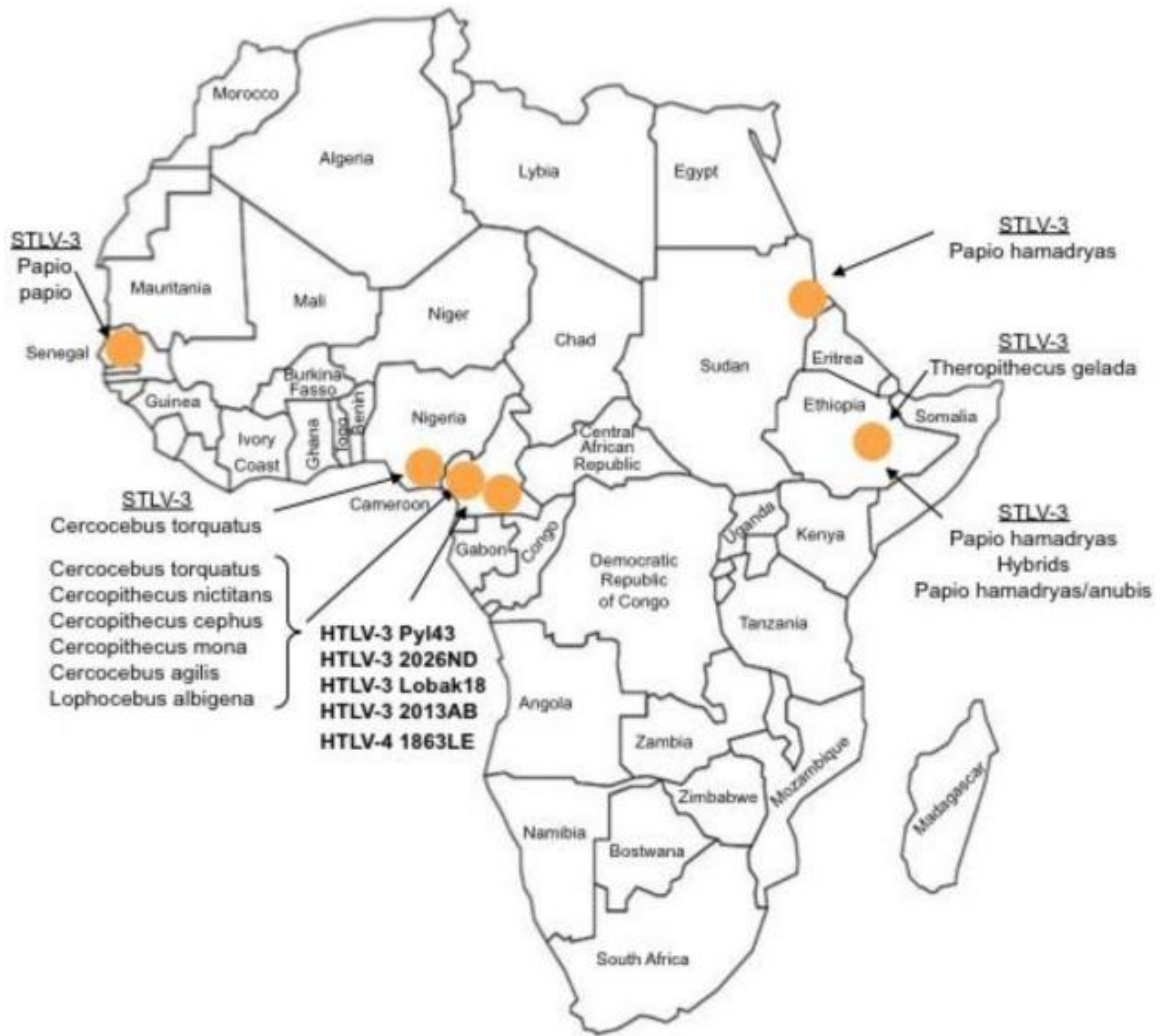 Morocco
Algeria
Lybia
Egypt
STLV-3
Papio
papio
STLV-3
Papio hamadryas
Mauritania
Mali
Niger
Chad
Sudan
Eritrea
Senegal
STLV-3
Theropithecus gelada
Burkina
Fasso
Guinea
Ivory
Coast
Ghana
Togo
Benin
Nigeria
Ethiopia
Somalia
Central
African
Republic
STLV-3
Cercocebus torquatus
Cameroon
Cercocebus torquatus
Cercopithecus nictitans
Cercopithecus cephus
Cercopithecus mona
Cercocebus agilis
Lophocebus albigena
Gabon
Congo
Uganda
Kenya
STLV-3
Papio hamadryas
Hybrids
Papio hamadryas/anubis
Democratic
Republic
of Congo
Tanzania
HTLV-3 Pyl43
HTLV-3 2026ND
HTLV-3 Lobak18
HTLV-3 2013AB
HTLV-4 1863LE
Angola
Zambia
Mozambique
Zimbabwe
Madagascar
Namibia
Bostwana
South Africa